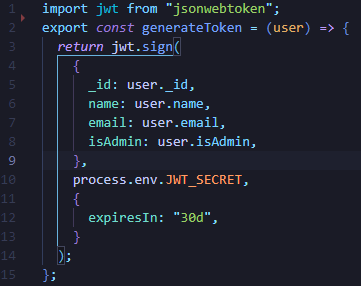 1 import jwt from "jsonwebtoken";
2 export const generateToken = (user) => {
3 return jwt.sign(
4 {
5 _id: user._id,
6 name: user.name,
7 email: user.email,
8 isAdmin: user.isAdmin,
9 },
10 process.env.JWT_SECRET,
11 {
12 expiresIn: "30d",
13 }
14 );
15 };